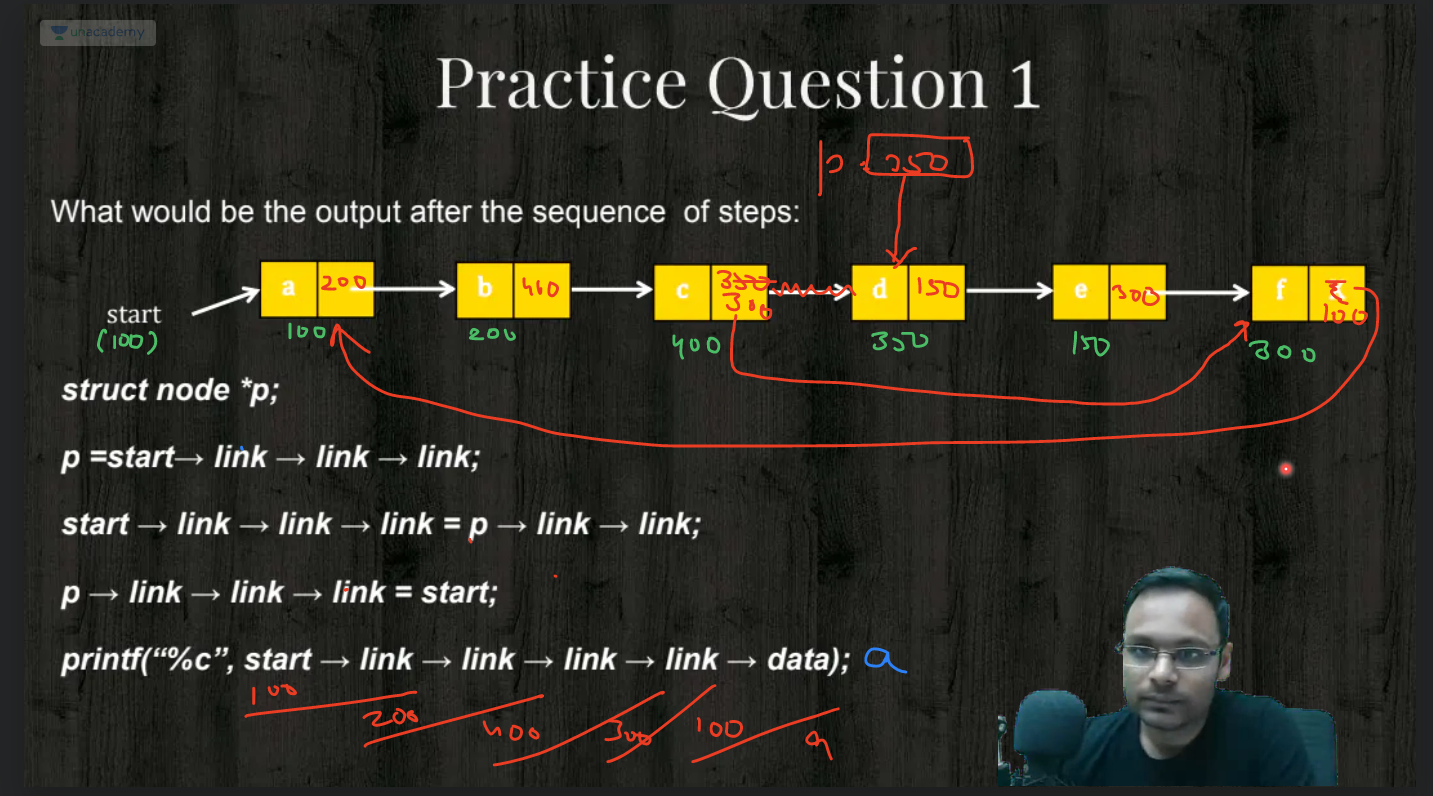 unacademy
Practice Question 1
p = 350
What would be the output after the sequence of steps:
a 200 b 400 c 350 d 150 e 300 f
300 100
start
(100) 100 200 400 350 150 300
struct node *p;
p =start→ link → link → link;
start → link → link → link = p → link → link;
p → link → link → link = start;
printf(“%c”, start → link → link → link → link → data); a
100 200 400 300 100 a